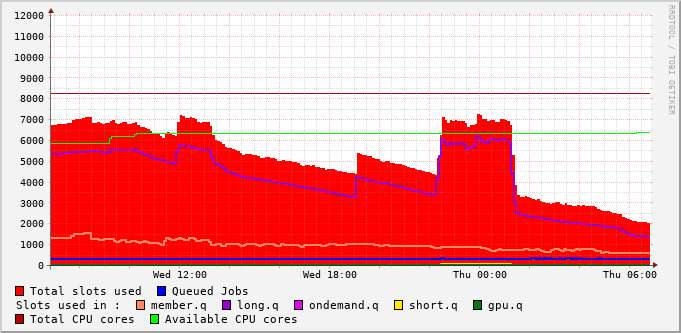 12000
11000
10000
9000
8000
7000
6000
5000
4000
3000
2000
1000
0
Wed 12:00 Wed 18:00 Thu 00:00 Thu 06:00
Total slots used Queued Jobs
Slots used in : member.q long.q ondemand.q short.q gpu.q
Total CPU cores Available CPU cores
RRDTOOL / TOBI OETIKER